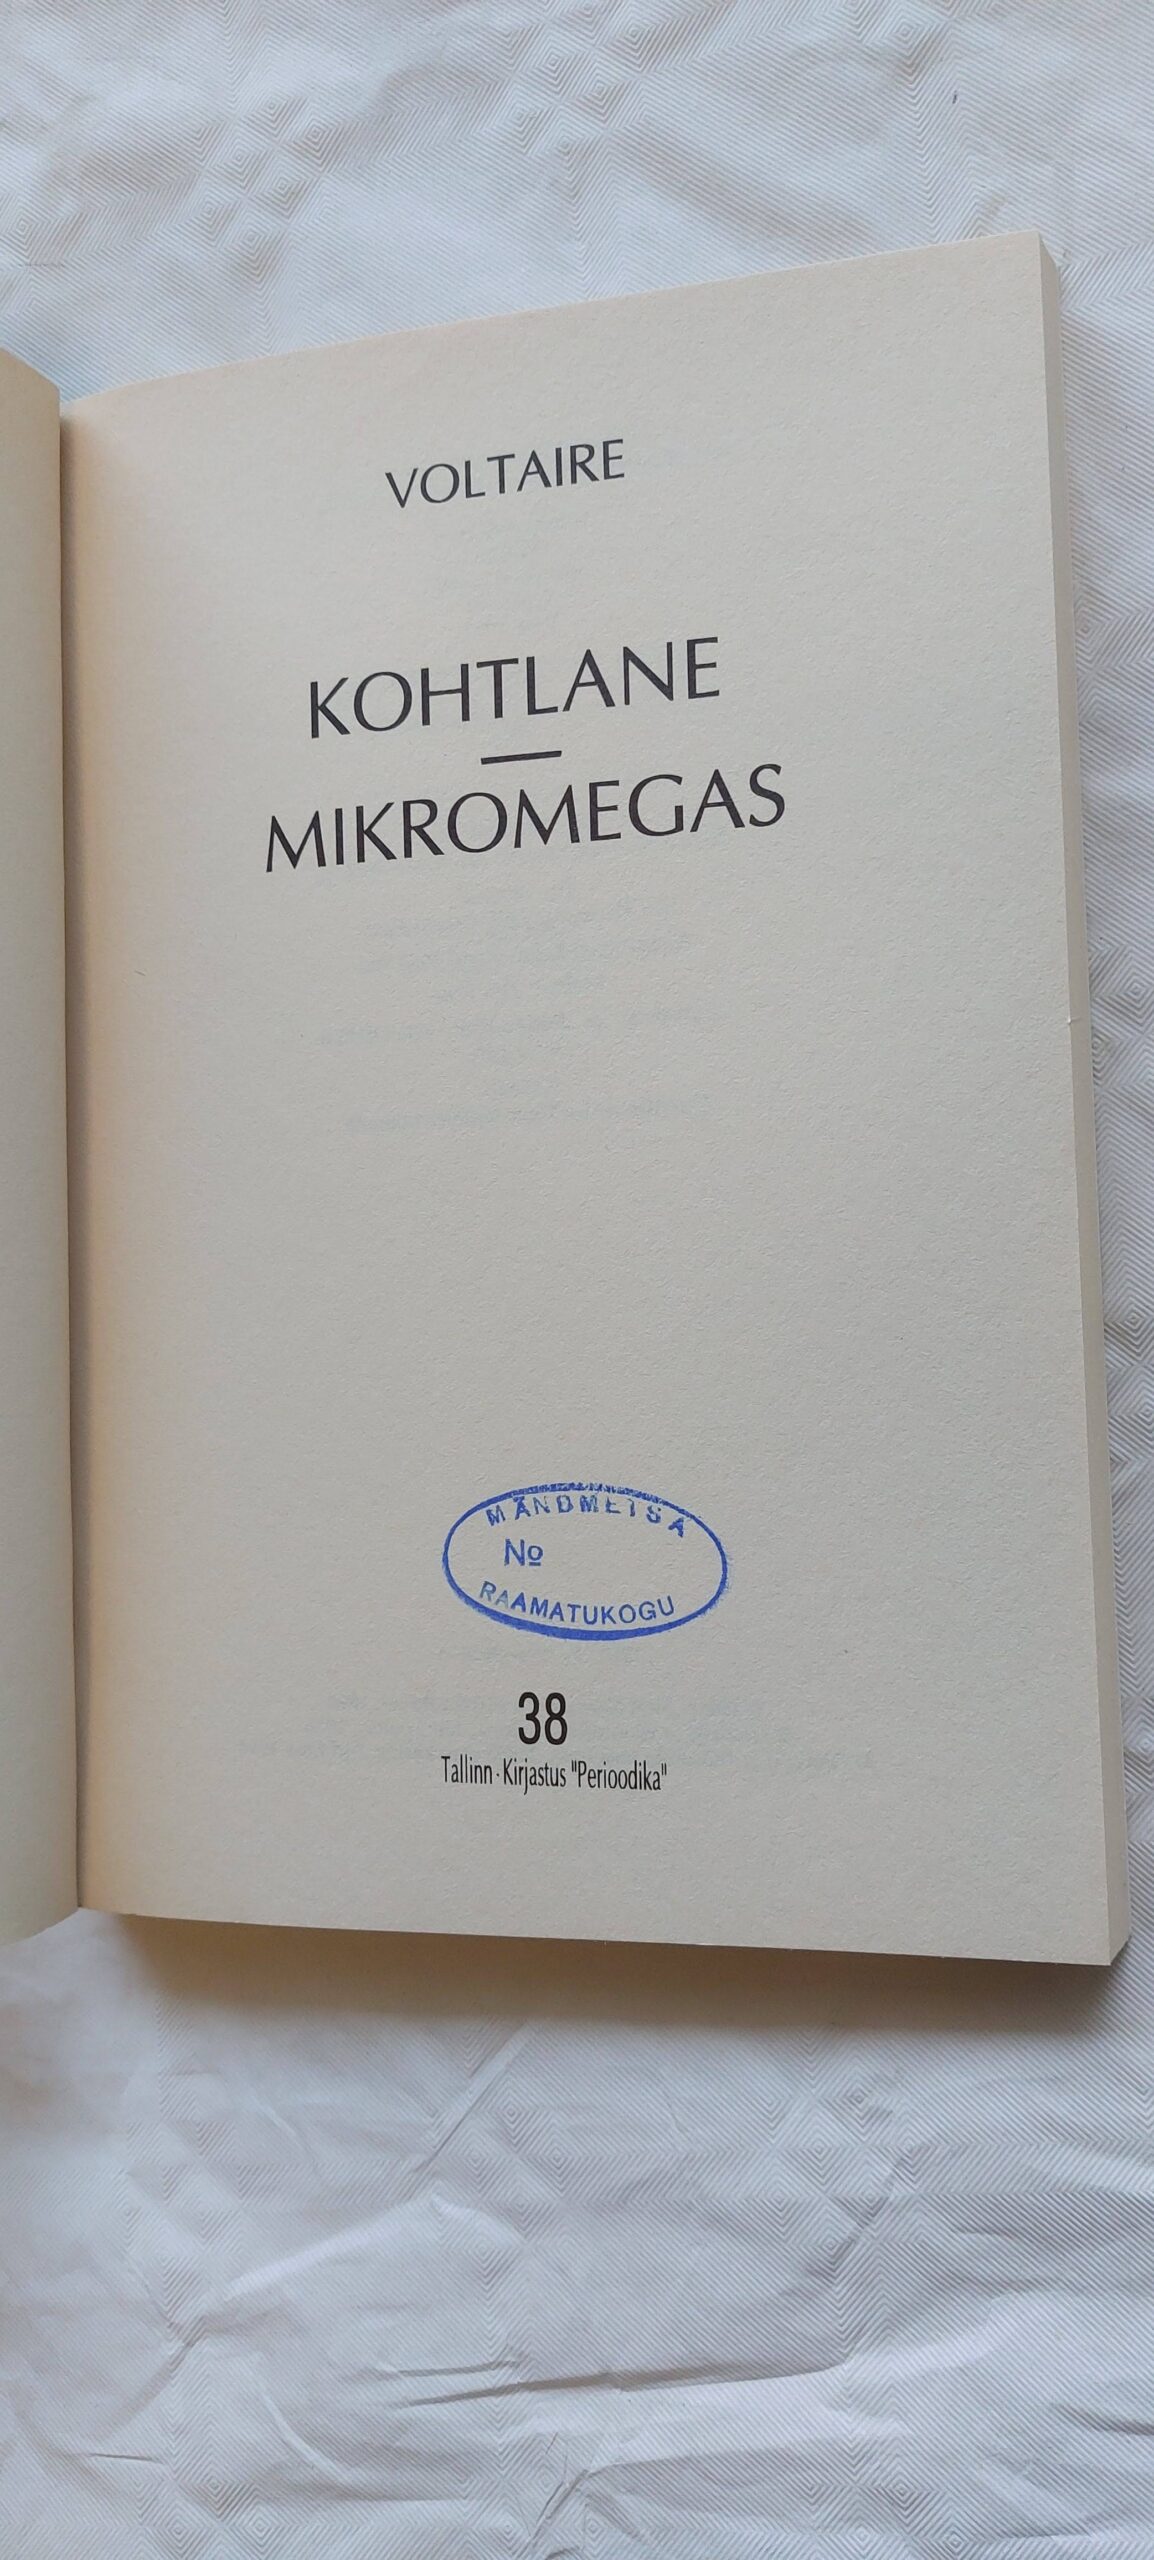 VOLTAIRE
KOHTLANE
MIKROMEGAS
MÄNDMETSA
№
RAAMATUKOGU
38
Tallinn · Kirjastus "Perioodika"